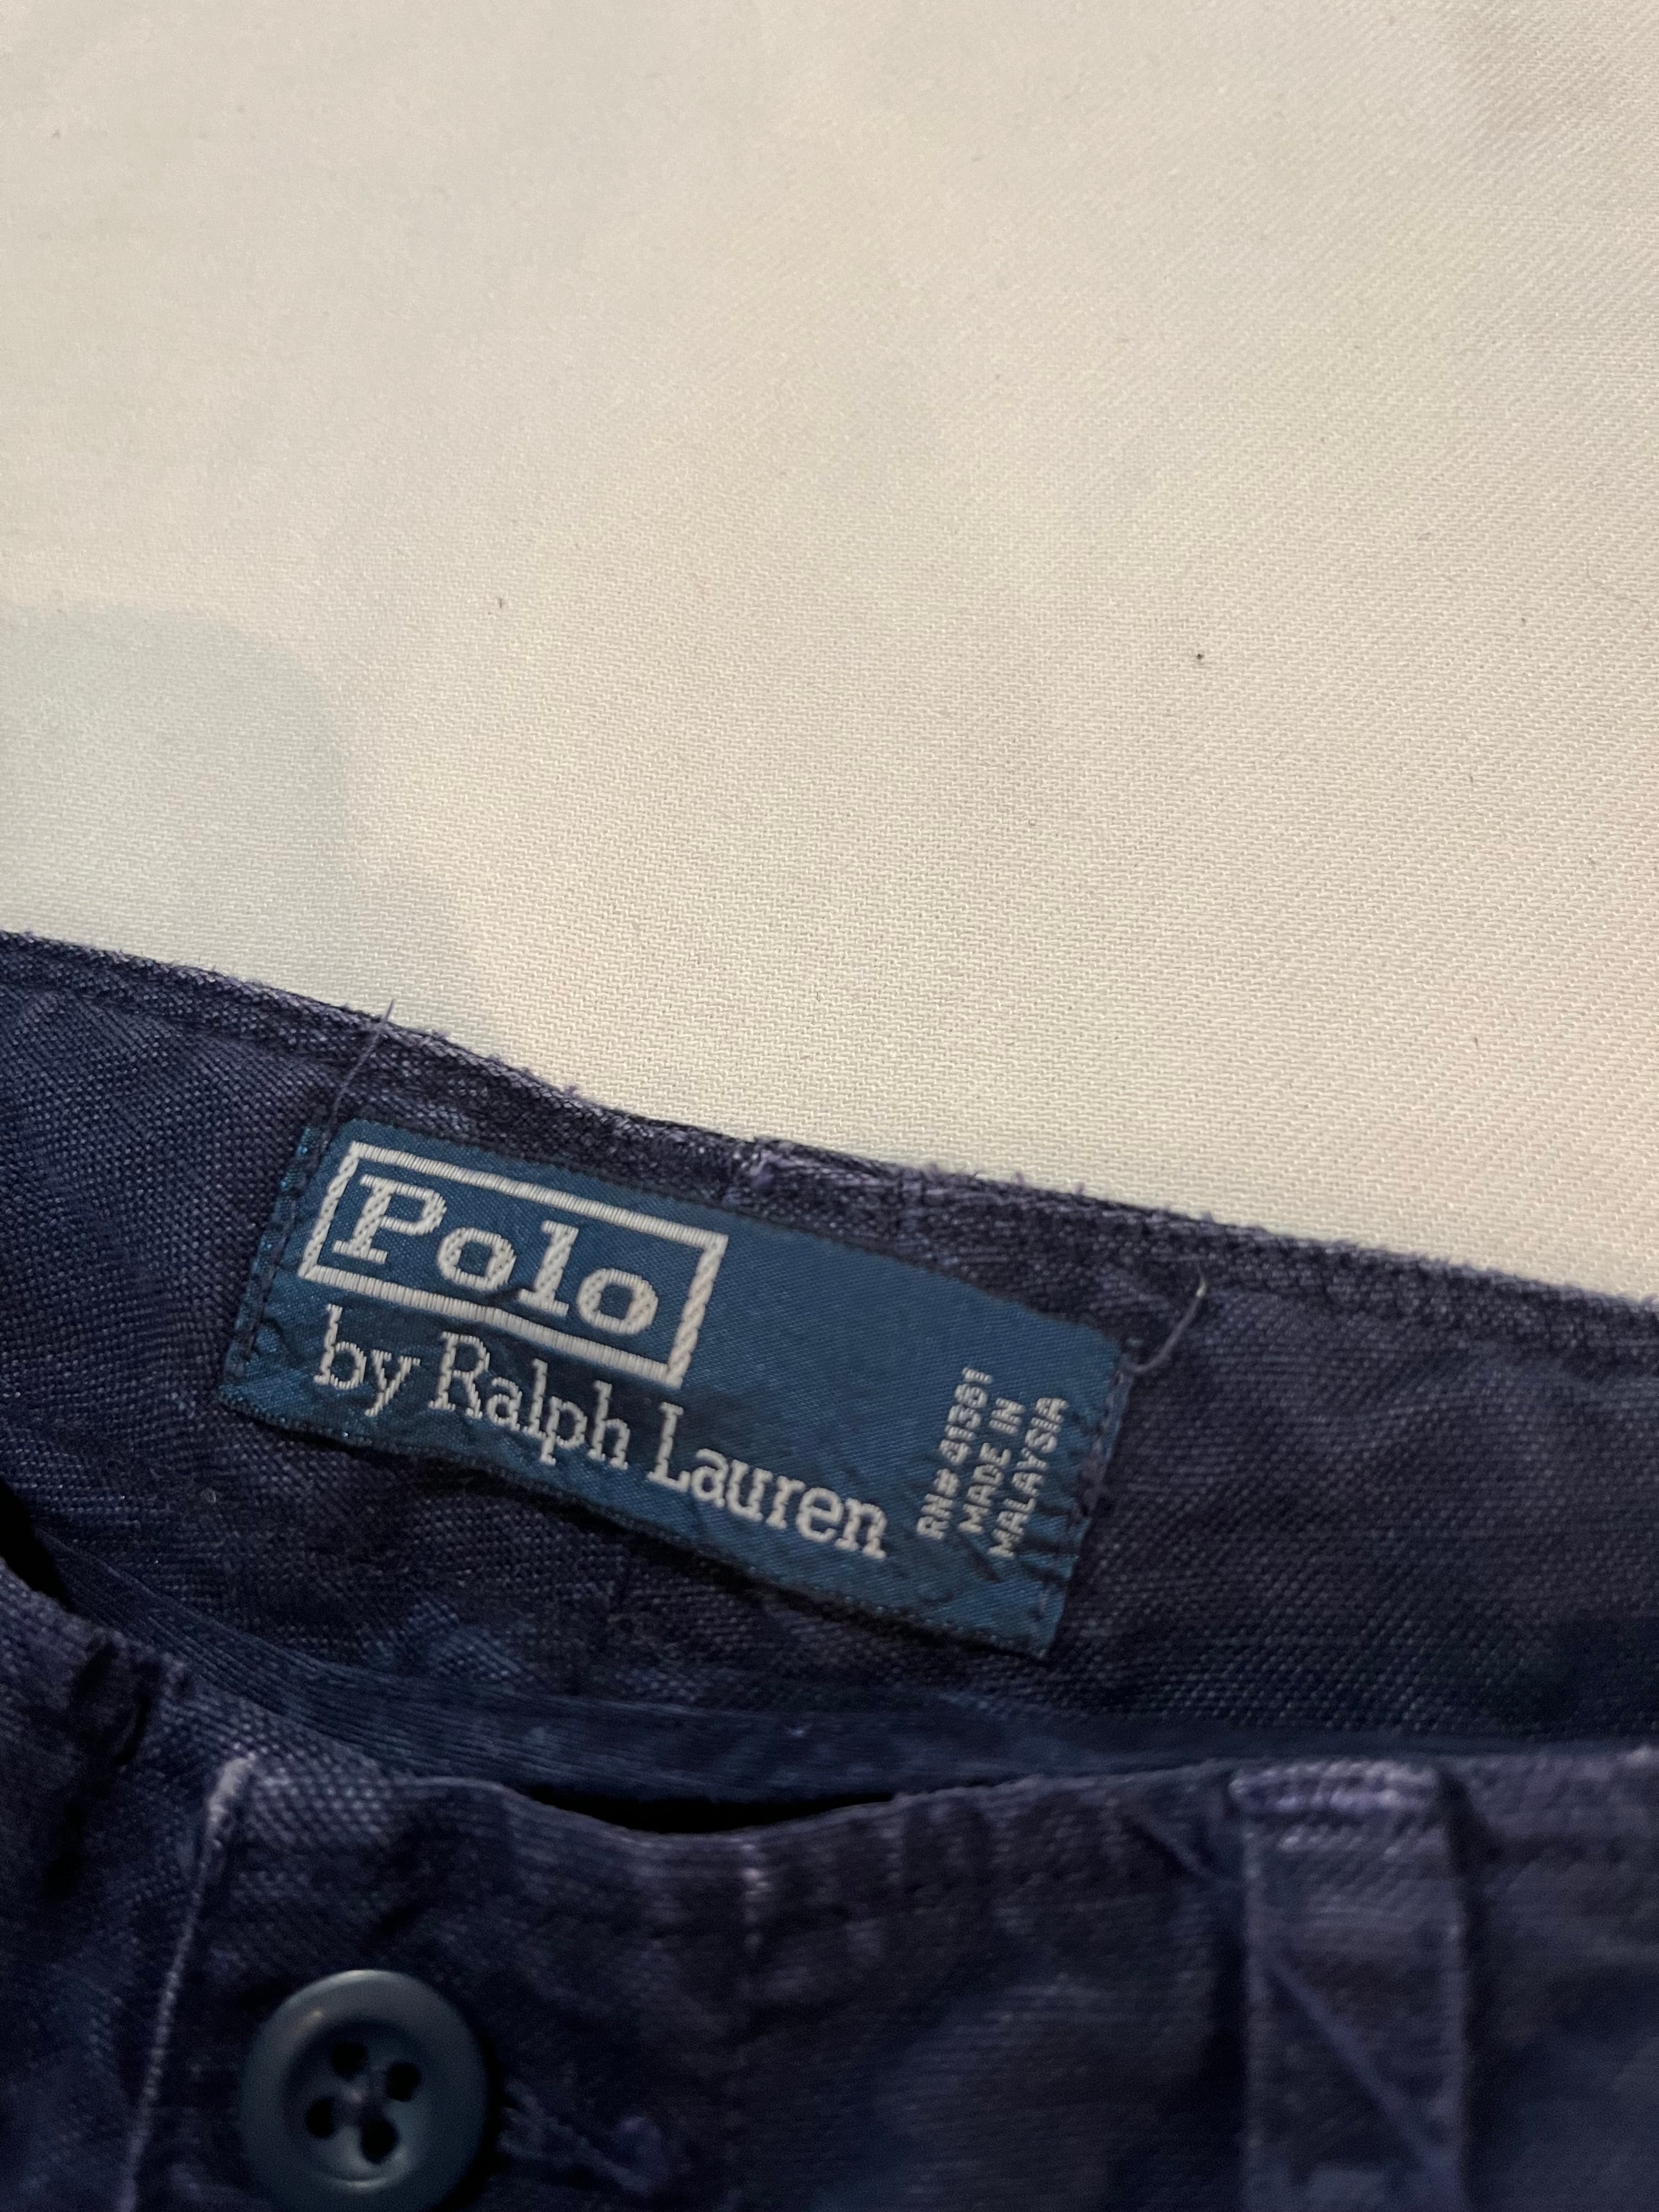 Polo
by Ralph Lauren
RN# 41381
MADE IN
MALAYSIA